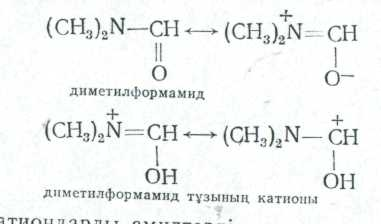 (CH₃)₂N—CH ⟷ (CH₃)₂N⁺=CH
‖ |
O O⁻
диметилформамид
(CH₃)₂N⁺=CH ⟷ (CH₃)₂N—CH⁺
| |
OH OH
диметилформамид тұзының катионы